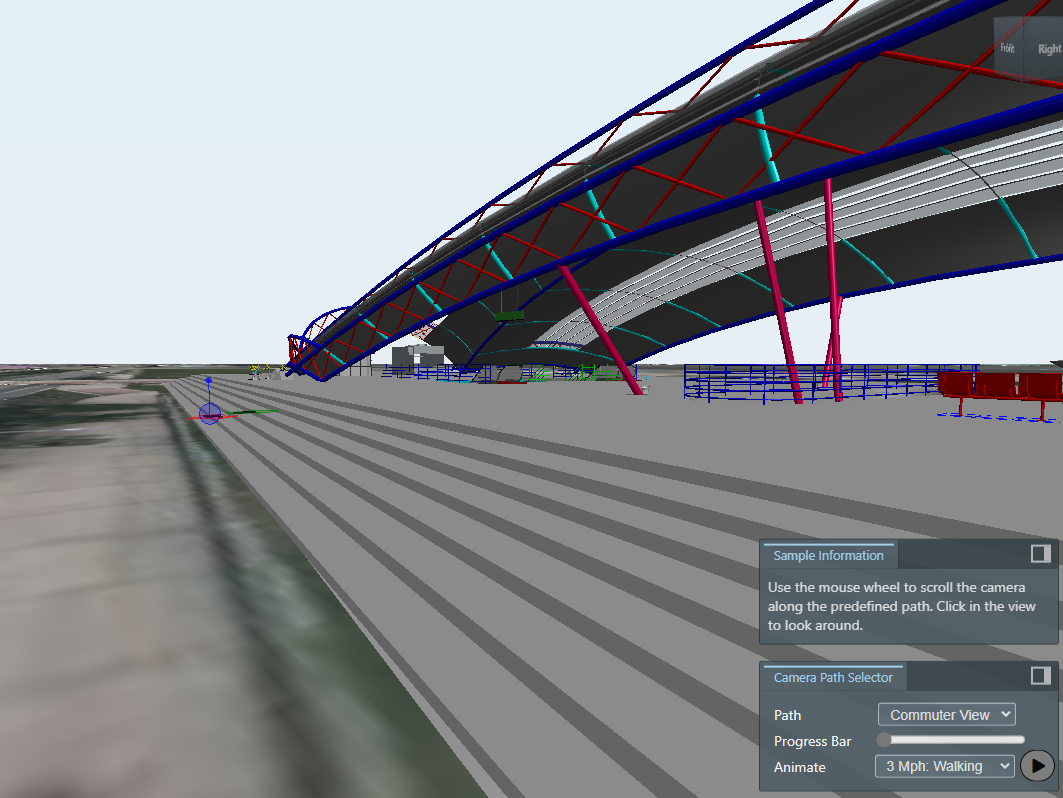 Front
Right
Sample Information
Use the mouse wheel to scroll the camera
along the predefined path. Click in the view
to look around.
Camera Path Selector
Path
Commuter View
Progress Bar
Animate
3 Mph: Walking